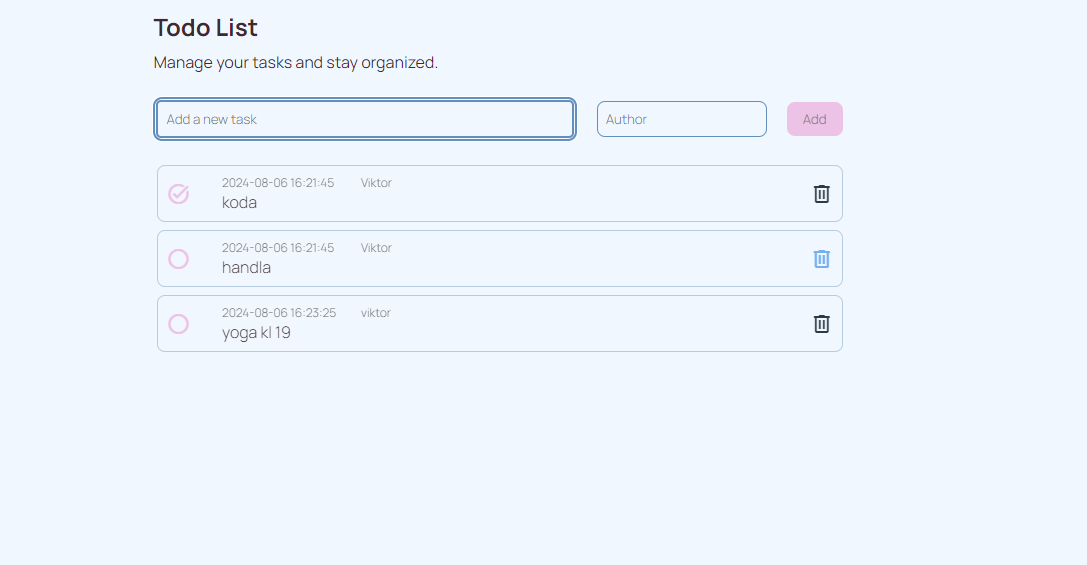 Todo List
Manage your tasks and stay organized.
Add a new task Author Add
2024-08-06 16:21:45 Viktor
koda
2024-08-06 16:21:45 Viktor
handla
2024-08-06 16:23:25 viktor
yoga kl 19